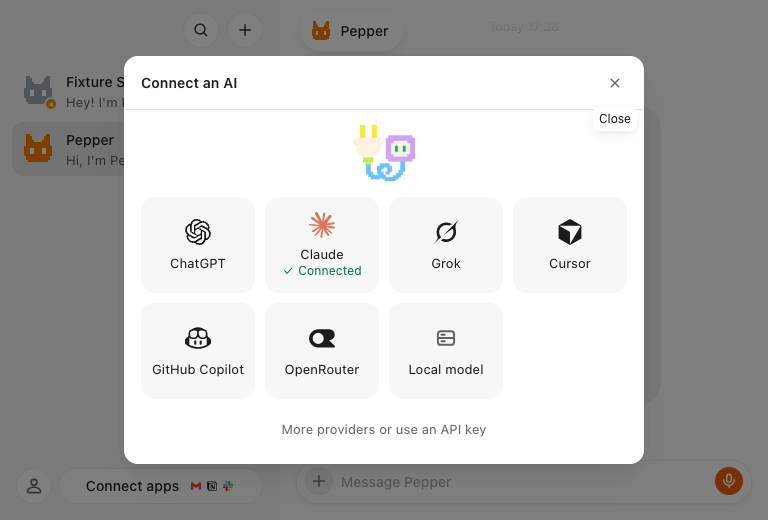 Pepper
Today 17:38
Fixture S
Hey! I'm
Pepper
Hi, I'm Pe
Connect an AI
Close
ChatGPT
Claude
Connected
Grok
Cursor
GitHub Copilot
OpenRouter
Local model
More providers or use an API key
Connect apps
Message Pepper